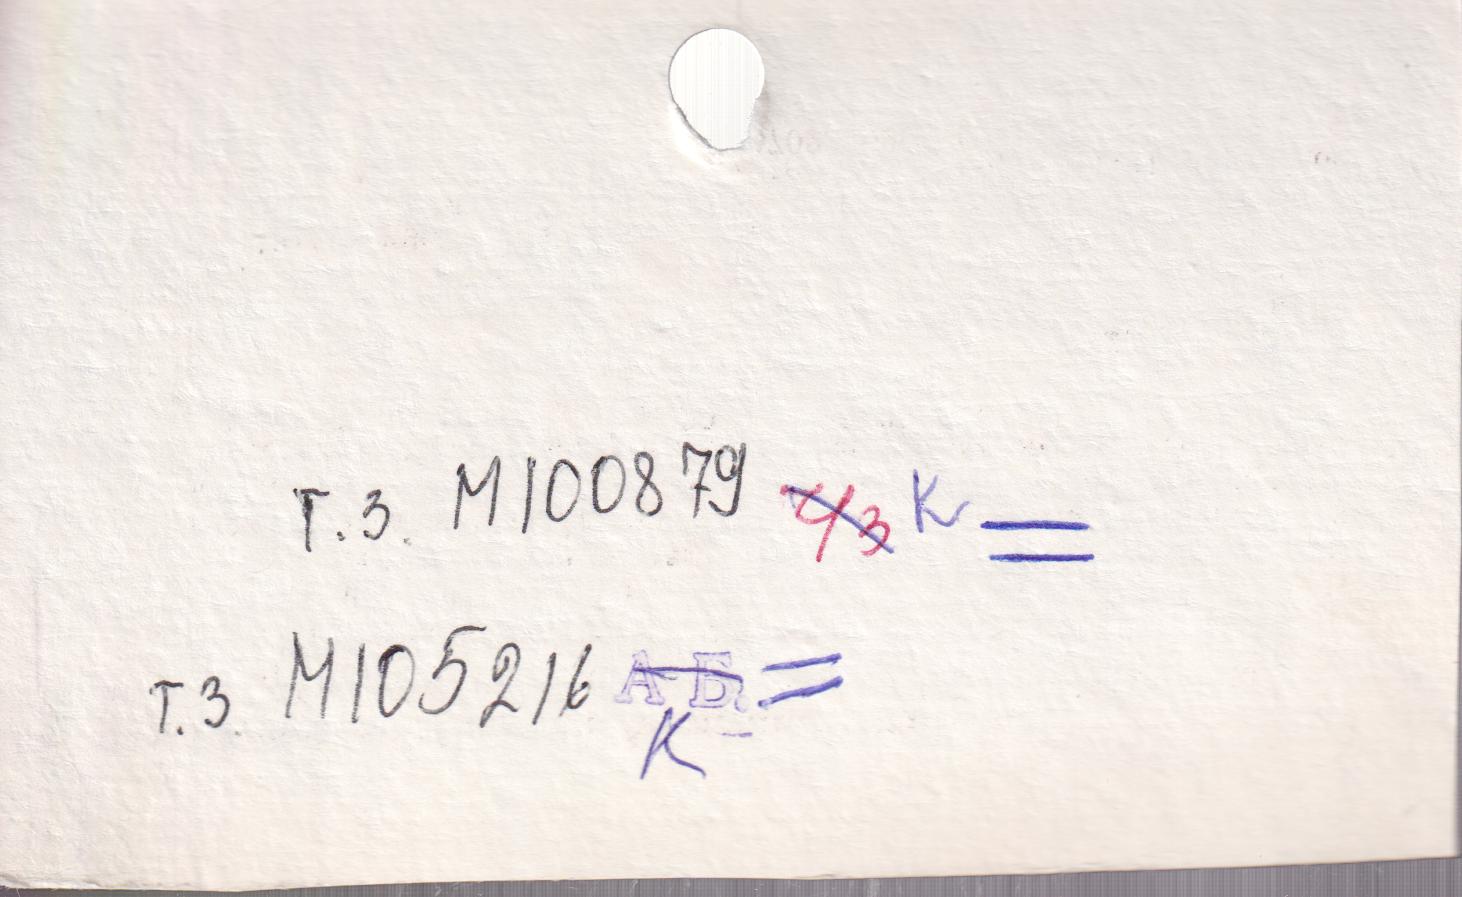 Т.3. М100879 Ч/З К =
Т.3. М105216 А-Б. =
К